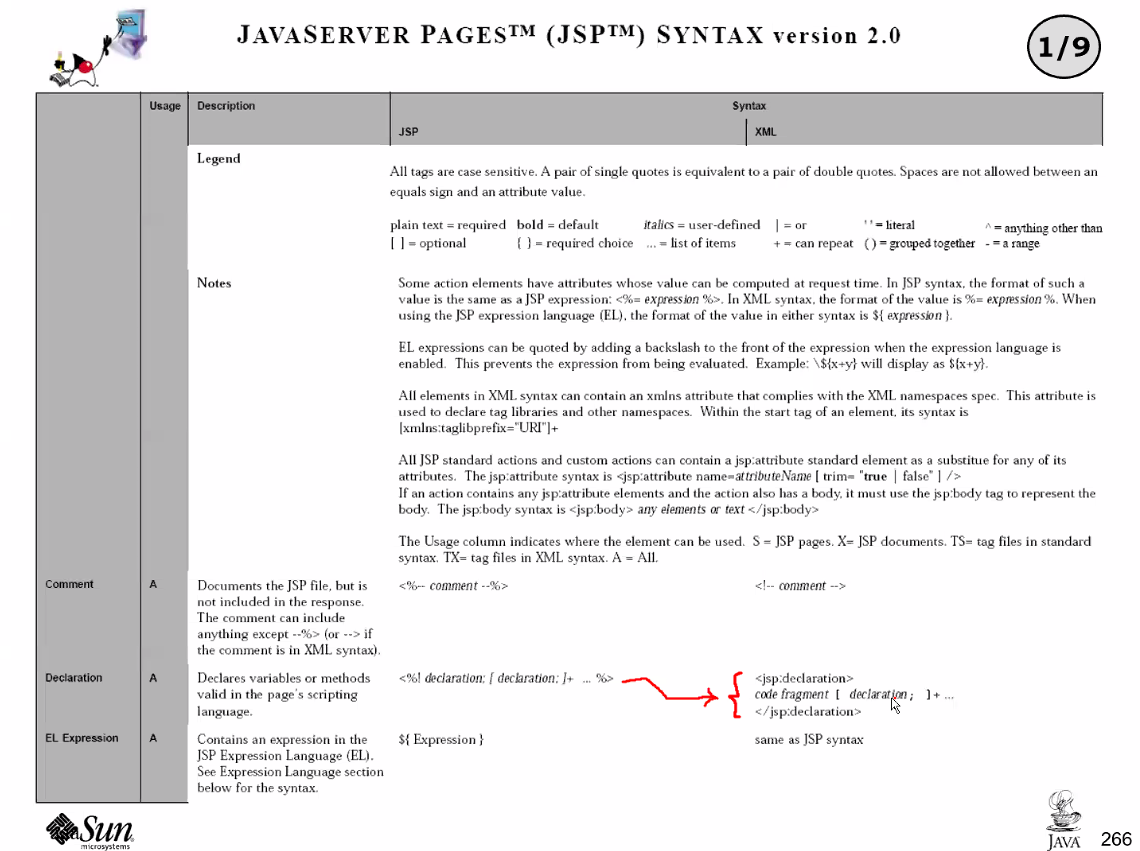 JAVASERVER PAGES™ (JSP™) SYNTAX version 2.0
1/9
Usage Description Syntax
JSP XML
Legend
All tags are case sensitive. A pair of single quotes is equivalent to a pair of double quotes. Spaces are not allowed between an
equals sign and an attribute value.
plain text = required bold = default italics = user-defined | = or ' ' = literal ^ = anything other than
[ ] = optional { } = required choice ... = list of items + = can repeat ( ) = grouped together - = a range
Notes
Some action elements have attributes whose value can be computed at request time. In JSP syntax, the format of such a
value is the same as a JSP expression: <%= expression %>. In XML syntax, the format of the value is %= expression %. When
using the JSP expression language (EL), the format of the value in either syntax is ${ expression }.
EL expressions can be quoted by adding a backslash to the front of the expression when the expression language is
enabled. This prevents the expression from being evaluated. Example: \${x+y} will display as ${x+y}.
All elements in XML syntax can contain an xmlns attribute that complies with the XML namespaces spec. This attribute is
used to declare tag libraries and other namespaces. Within the start tag of an element, its syntax is
[xmlns:taglibprefix="URI"]+
All JSP standard actions and custom actions can contain a jsp:attribute standard element as a substitue for any of its
attributes. The jsp:attribute syntax is <jsp:attribute name=attributeName [ trim= "true | false" ] />
If an action contains any jsp:attribute elements and the action also has a body, it must use the jsp:body tag to represent the
body. The jsp:body syntax is <jsp:body> any elements or text </jsp:body>
The Usage column indicates where the element can be used. S = JSP pages. X= JSP documents. TS= tag files in standard
syntax. TX= tag files in XML syntax. A = All.
Comment A Documents the JSP file, but is <%-- comment --%> <!-- comment -->
not included in the response.
The comment can include
anything except --%> (or --> if
the comment is in XML syntax).
Declaration A Declares variables or methods <%! declaration; [ declaration; ]+ ... %> <jsp:declaration>
valid in the page's scripting code fragment [ declaration; ]+ ...
language. </jsp:declaration>
EL Expression A Contains an expression in the ${ Expression } same as JSP syntax
JSP Expression Language (EL).
See Expression Language section
below for the syntax.
Sun
microsystems
JAVA
266